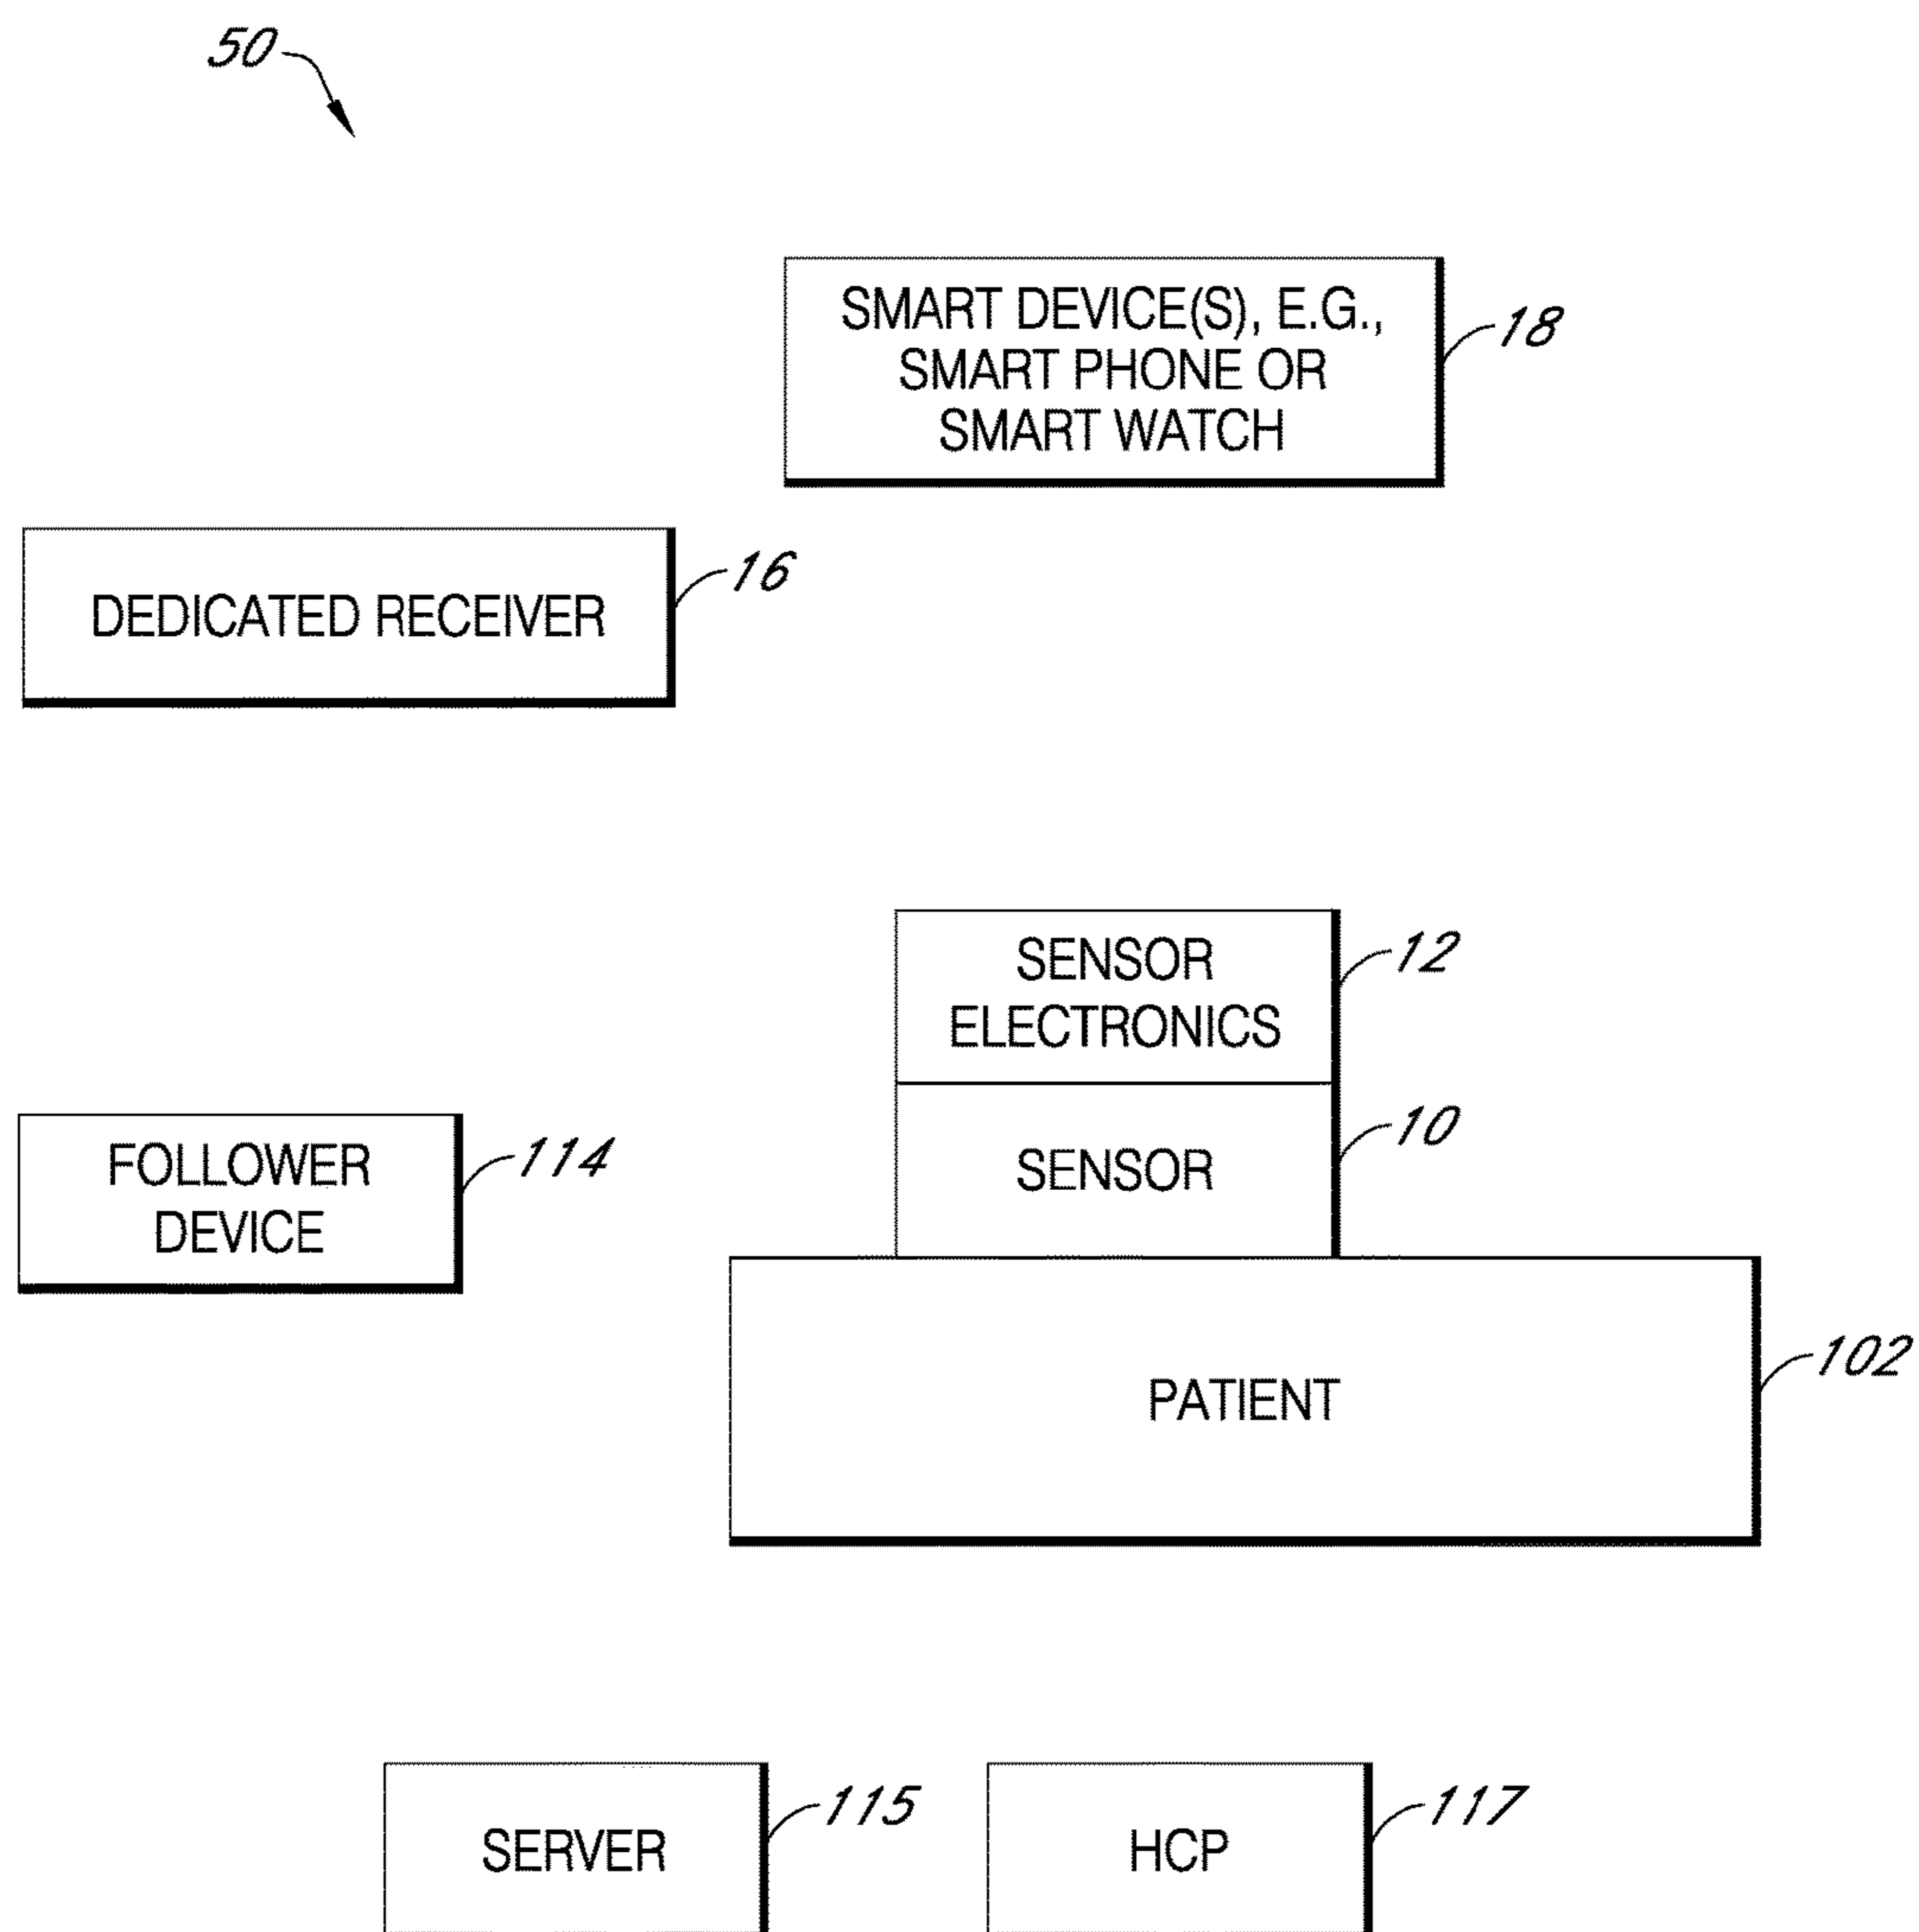 50
SMART DEVICE(S), E.G.,
SMART PHONE OR
SMART WATCH
18
DEDICATED RECEIVER
16
SENSOR
ELECTRONICS
12
SENSOR
10
FOLLOWER
DEVICE
114
PATIENT
102
SERVER
115
HCP
117